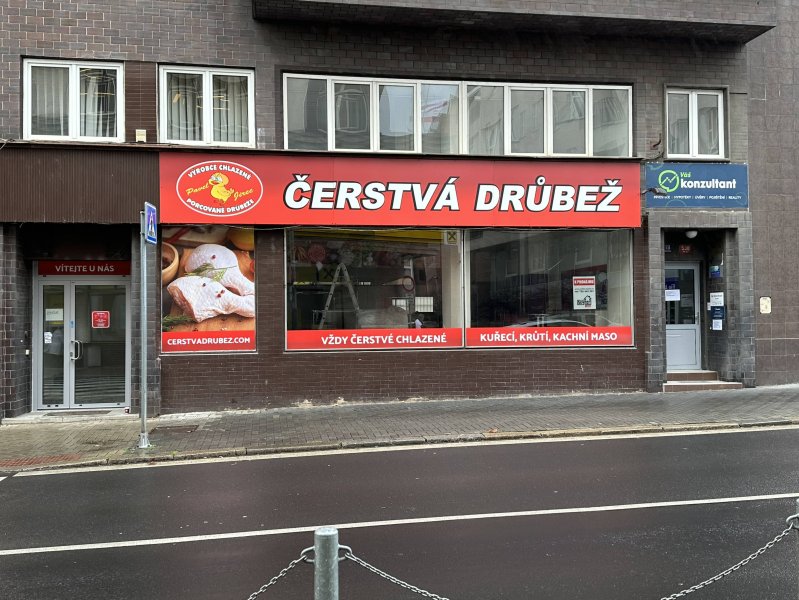 VÝROBCE CHLAZENÉ
Pavel Jirec
PORCOVANÉ DRŮBEŽE
ČERSTVÁ DRŮBEŽ
Váš
konzultant
VÍTEJTE U NÁS
CERSTVADRUBEZ.COM
VŽDY ČERSTVÉ CHLAZENÉ
KUŘECÍ, KRŮTÍ, KACHNÍ MASO